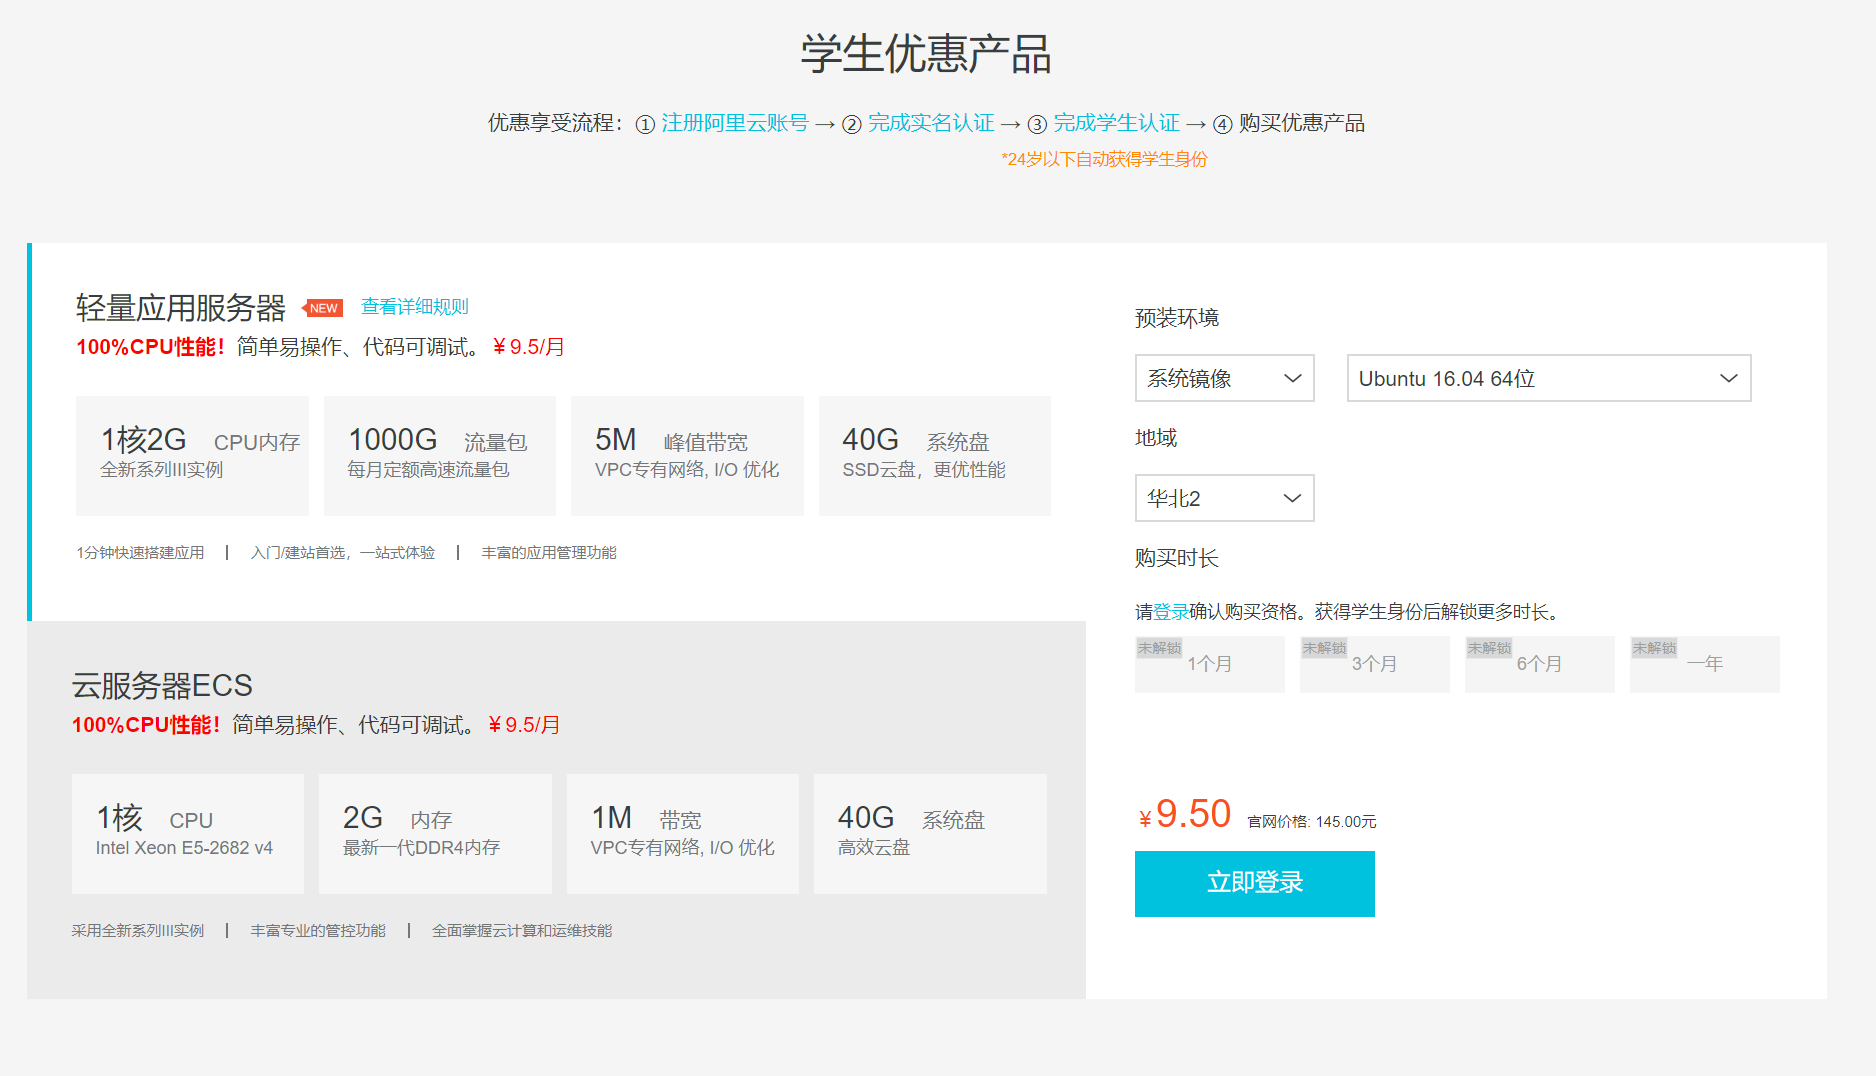 学生优惠产品
优惠享受流程：① 注册阿里云账号 → ② 完成实名认证 → ③ 完成学生认证 → ④ 购买优惠产品
*24岁以下自动获得学生身份
轻量应用服务器 NEW 查看详细规则
100%CPU性能！简单易操作、代码可调试。¥9.5/月
1核2G CPU内存
全新系列III实例
1000G 流量包
每月定额高速流量包
5M 峰值带宽
VPC专有网络, I/O 优化
40G 系统盘
SSD云盘，更优性能
1分钟快速搭建应用 | 入门/建站首选，一站式体验 | 丰富的应用管理功能
云服务器ECS
100%CPU性能！简单易操作、代码可调试。¥9.5/月
1核 CPU
Intel Xeon E5-2682 v4
2G 内存
最新一代DDR4内存
1M 带宽
VPC专有网络, I/O 优化
40G 系统盘
高效云盘
采用全新系列III实例 | 丰富专业的管控功能 | 全面掌握云计算和运维技能
预装环境
系统镜像 Ubuntu 16.04 64位
地域
华北2
购买时长
请登录确认购买资格。获得学生身份后解锁更多时长。
未解锁 1个月 未解锁 3个月 未解锁 6个月 未解锁 一年
¥9.50 官网价格: 145.00元
立即登录